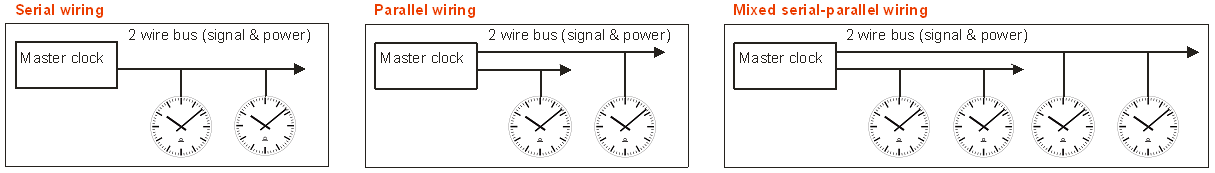 Serial wiring
2 wire bus (signal & power)
Master clock
Parallel wiring
2 wire bus (signal & power)
Master clock
Mixed serial-parallel wiring
2 wire bus (signal & power)
Master clock